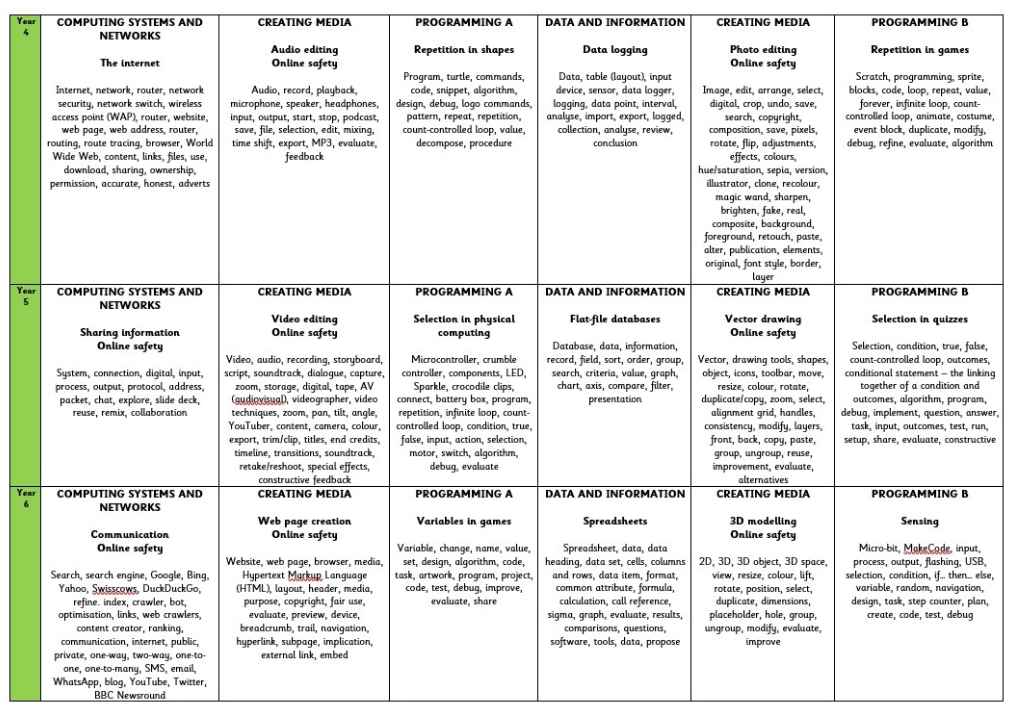 Year
4
COMPUTING SYSTEMS AND
NETWORKS
The internet
Internet, network, router, network
security, network switch, wireless
access point (WAP), router, website,
web page, web address, router,
routing, route tracing, browser, World
Wide Web, content, links, files, use,
download, sharing, ownership,
permission, accurate, honest, adverts
CREATING MEDIA
Audio editing
Online safety
Audio, record, playback,
microphone, speaker, headphones,
input, output, start, stop, podcast,
save, file, selection, edit, mixing,
time shift, export, MP3, evaluate,
feedback
PROGRAMMING A
Repetition in shapes
Program, turtle, commands,
code, snippet, algorithm,
design, debug, logo commands,
pattern, repeat, repetition,
count-controlled loop, value,
decompose, procedure
DATA AND INFORMATION
Data logging
Data, table (layout), input
device, sensor, data logger,
logging, data point, interval,
analyse, import, export, logged,
collection, analyse, review,
conclusion
CREATING MEDIA
Photo editing
Online safety
Image, edit, arrange, select,
digital, crop, undo, save,
search, copyright,
composition, save, pixels,
rotate, flip, adjustments,
effects, colours,
hue/saturation, sepia, version,
illustrator, clone, recolour,
magic wand, sharpen,
brighten, fake, real,
composite, background,
foreground, retouch, paste,
alter, publication, elements,
original, font style, border,
layer
PROGRAMMING B
Repetition in games
Scratch, programming, sprite,
blocks, code, loop, repeat, value,
forever, infinite loop, count-
controlled loop, animate, costume,
event block, duplicate, modify,
debug, refine, evaluate, algorithm
Year
5
COMPUTING SYSTEMS AND
NETWORKS
Sharing information
Online safety
System, connection, digital, input,
process, output, protocol, address,
packet, chat, explore, slide deck,
reuse, remix, collaboration
CREATING MEDIA
Video editing
Online safety
Video, audio, recording, storyboard,
script, soundtrack, dialogue, capture,
zoom, storage, digital, tape, AV
(audiovisual), videographer, video
techniques, zoom, pan, tilt, angle,
YouTuber, content, camera, colour,
export, trim/clip, titles, end credits,
timeline, transitions, soundtrack,
retake/reshoot, special effects,
constructive feedback
PROGRAMMING A
Selection in physical
computing
Microcontroller, crumble
controller, components, LED,
Sparkle, crocodile clips,
connect, battery box, program,
repetition, infinite loop, count-
controlled loop, condition, true,
false, input, action, selection,
motor, switch, algorithm,
debug, evaluate
DATA AND INFORMATION
Flat-file databases
Database, data, information,
record, field, sort, order, group,
search, criteria, value, graph,
chart, axis, compare, filter,
presentation
CREATING MEDIA
Vector drawing
Online safety
Vector, drawing tools, shapes,
object, icons, toolbar, move,
resize, colour, rotate,
duplicate/copy, zoom, select,
alignment grid, handles,
consistency, modify, layers,
front, back, copy, paste,
group, ungroup, reuse,
improvement, evaluate,
alternatives
PROGRAMMING B
Selection in quizzes
Selection, condition, true, false,
count-controlled loop, outcomes,
conditional statement – the linking
together of a condition and
outcomes, algorithm, program,
debug, implement, question, answer,
task, input, outcomes, test, run,
setup, share, evaluate, constructive
Year
6
COMPUTING SYSTEMS AND
NETWORKS
Communication
Online safety
Search, search engine, Google, Bing,
Yahoo, Swisscows, DuckDuckGo,
refine. index, crawler, bot,
optimisation, links, web crawlers,
content creator, ranking,
communication, internet, public,
private, one-way, two-way, one-to-
one, one-to-many, SMS, email,
WhatsApp, blog, YouTube, Twitter,
BBC Newsround
CREATING MEDIA
Web page creation
Online safety
Website, web page, browser, media,
Hypertext Markup Language
(HTML), layout, header, media,
purpose, copyright, fair use,
evaluate, preview, device,
breadcrumb, trail, navigation,
hyperlink, subpage, implication,
external link, embed
PROGRAMMING A
Variables in games
Variable, change, name, value,
set, design, algorithm, code,
task, artwork, program, project,
code, test, debug, improve,
evaluate, share
DATA AND INFORMATION
Spreadsheets
Spreadsheet, data, data
heading, data set, cells, columns
and rows, data item, format,
common attribute, formula,
calculation, call reference,
sigma, graph, evaluate, results,
comparisons, questions,
software, tools, data, propose
CREATING MEDIA
3D modelling
Online safety
2D, 3D, 3D object, 3D space,
view, resize, colour, lift,
rotate, position, select,
duplicate, dimensions,
placeholder, hole, group,
ungroup, modify, evaluate,
improve
PROGRAMMING B
Sensing
Micro-bit, MakeCode, input,
process, output, flashing, USB,
selection, condition, if... then... else,
variable, random, navigation,
design, task, step counter, plan,
create, code, test, debug